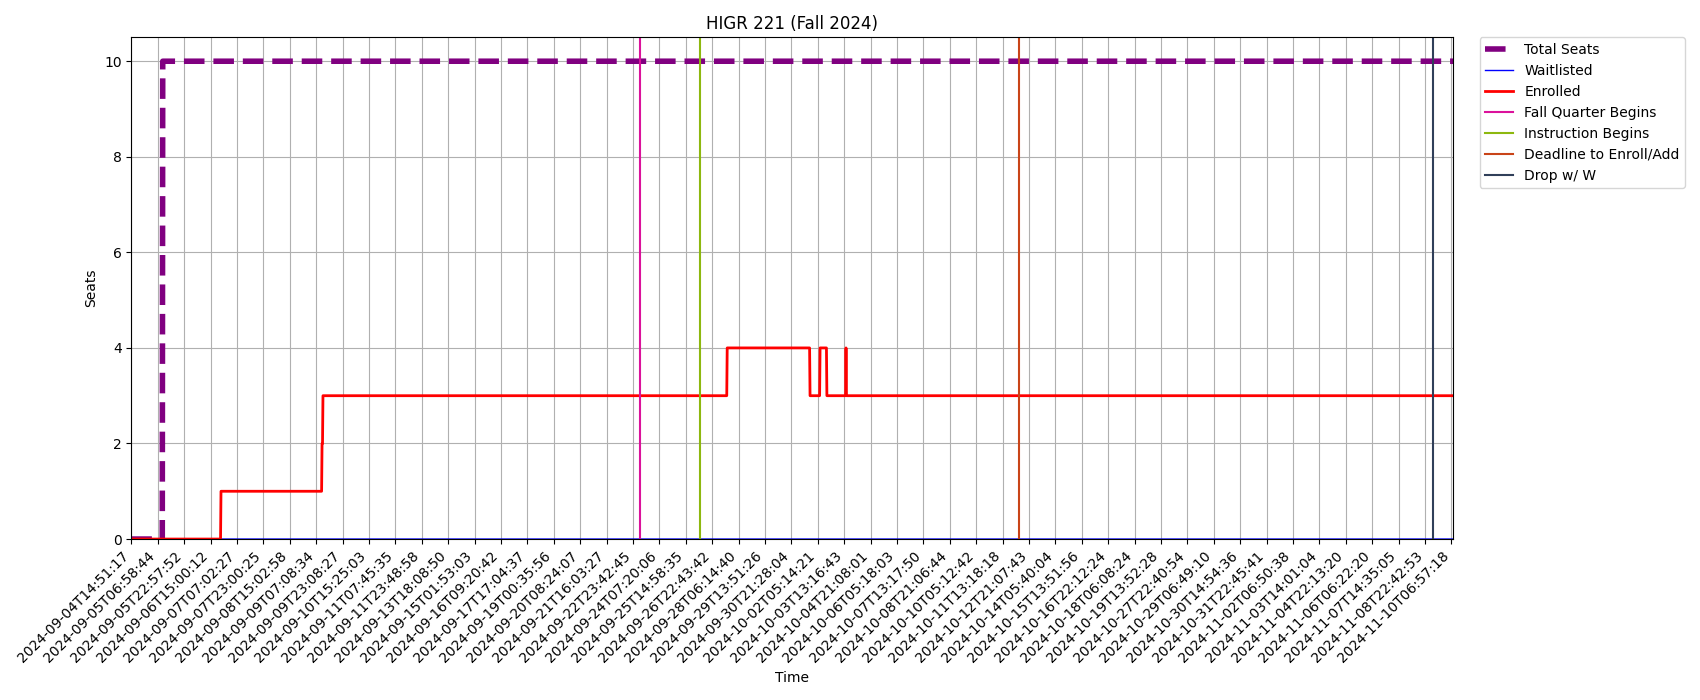 HIGR 221 (Fall 2024)
10
8
6
4
2
0
Seats
Total Seats
Waitlisted
Enrolled
Fall Quarter Begins
Instruction Begins
Deadline to Enroll/Add
Drop w/ W
2024-09-04T14:51:17
2024-09-05T06:58:44
2024-09-05T22:57:52
2024-09-06T15:00:12
2024-09-07T07:02:27
2024-09-07T23:00:25
2024-09-08T15:02:58
2024-09-09T07:08:34
2024-09-09T23:08:27
2024-09-10T15:25:03
2024-09-11T07:45:35
2024-09-11T23:48:58
2024-09-13T18:08:50
2024-09-15T01:53:03
2024-09-16T09:20:42
2024-09-17T17:04:37
2024-09-19T00:35:56
2024-09-20T08:24:07
2024-09-21T16:03:27
2024-09-22T23:42:45
2024-09-24T07:20:06
2024-09-25T14:58:35
2024-09-26T22:43:42
2024-09-28T06:14:40
2024-09-29T13:51:26
2024-09-30T21:28:04
2024-10-02T05:14:21
2024-10-03T13:16:43
2024-10-04T21:08:01
2024-10-06T05:18:03
2024-10-07T13:17:50
2024-10-08T21:06:44
2024-10-10T05:12:42
2024-10-11T13:18:18
2024-10-12T21:07:43
2024-10-14T05:40:04
2024-10-15T13:51:56
2024-10-16T22:12:24
2024-10-18T06:08:24
2024-10-19T13:52:28
2024-10-27T22:40:54
2024-10-29T06:49:10
2024-10-30T14:54:36
2024-10-31T22:45:41
2024-11-02T06:50:38
2024-11-03T14:01:04
2024-11-04T22:13:20
2024-11-06T06:22:20
2024-11-07T14:35:05
2024-11-08T22:42:53
2024-11-10T06:57:18
Time